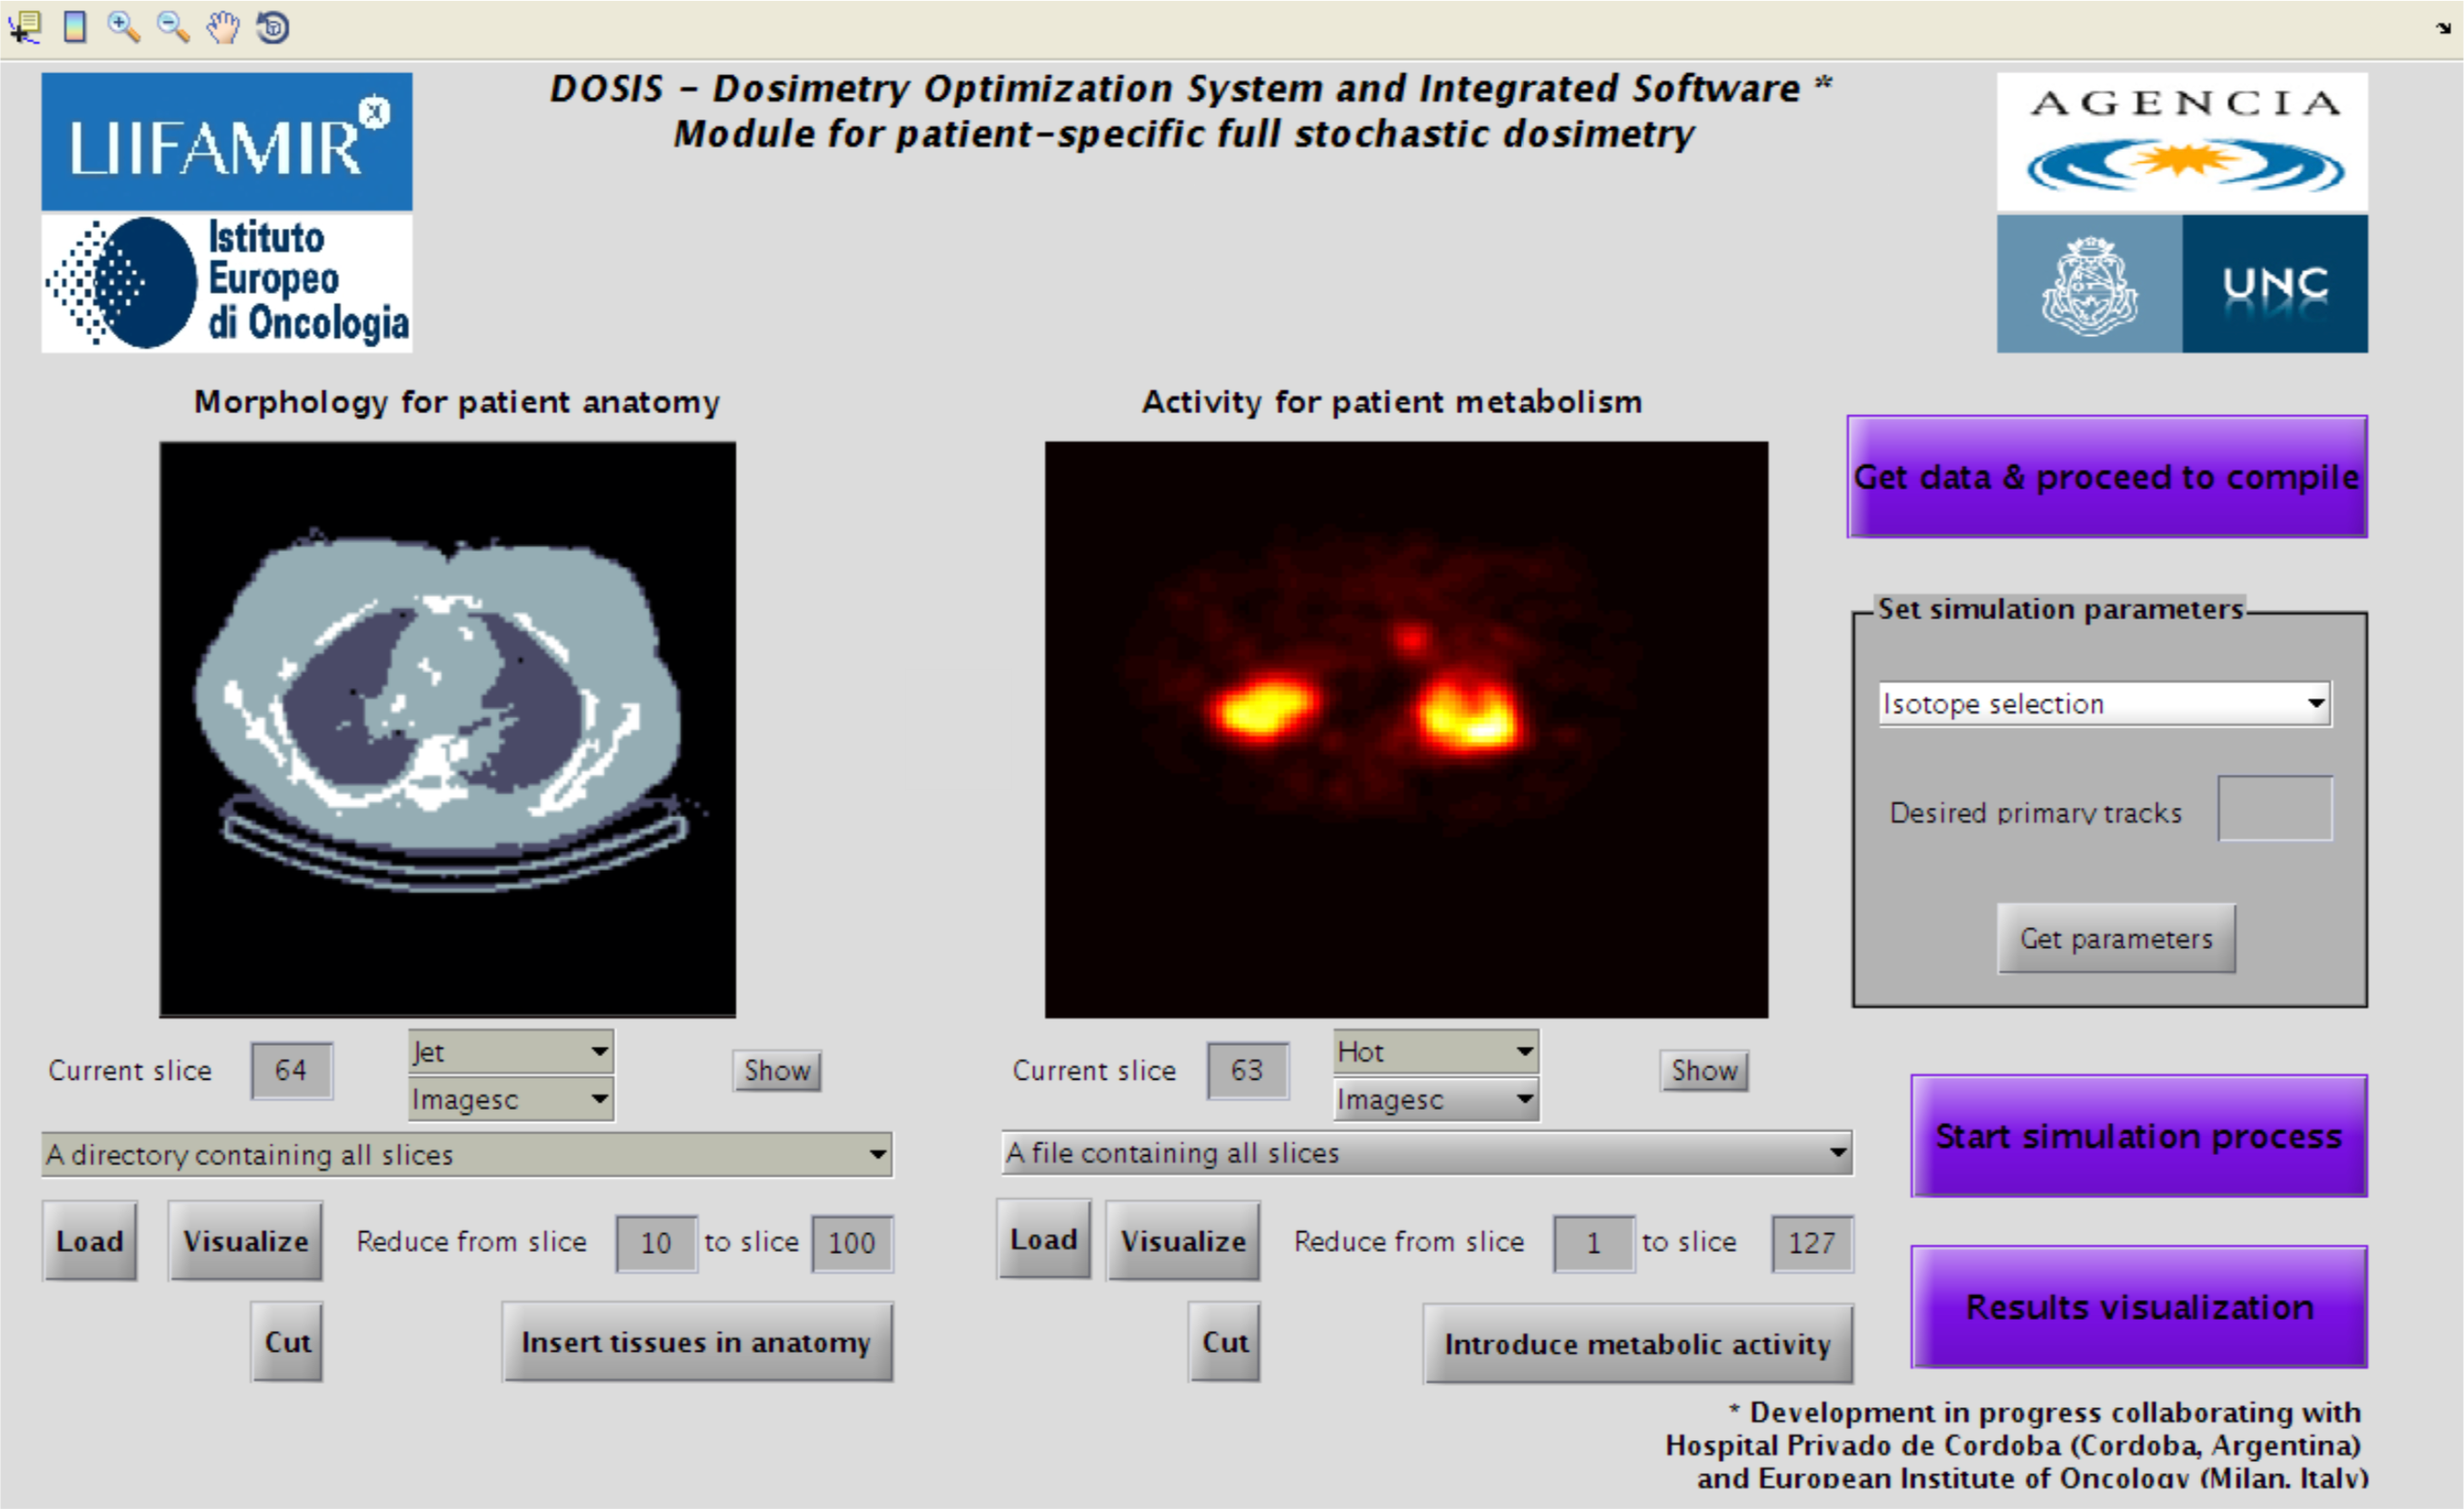 DOSIS - Dosimetry Optimization System and Integrated Software *
Module for patient-specific full stochastic dosimetry
LIIFAMIR
Istituto
Europeo
di Oncologia
AGENCIA
UNC
Morphology for patient anatomy
Activity for patient metabolism
Get data & proceed to compile
Set simulation parameters
Isotope selection
Desired primary tracks
Get parameters
Current slice 64 Jet Show
Imagesc
A directory containing all slices
Load Visualize Reduce from slice 10 to slice 100
Cut Insert tissues in anatomy
Current slice 63 Hot Show
Imagesc
A file containing all slices
Load Visualize Reduce from slice 1 to slice 127
Cut Introduce metabolic activity
Start simulation process
Results visualization
* Development in progress collaborating with
Hospital Privado de Cordoba (Cordoba, Argentina)
and European Institute of Oncology (Milan, Italy)